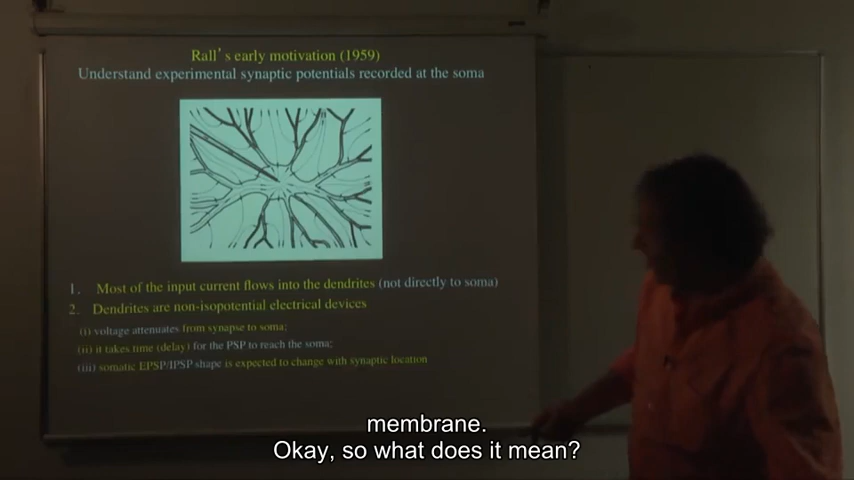 Rall's early motivation (1959)
Understand experimental synaptic potentials recorded at the soma
1. Most of the input current flows into the dendrites (not directly to soma)
2. Dendrites are non-isopotential electrical devices
(i) voltage attenuates from synapse to soma;
(ii) it takes time (delay) for the PSP to reach the soma;
(iii) somatic EPSP/IPSP shape is expected to change with synaptic location
membrane.
Okay, so what does it mean?